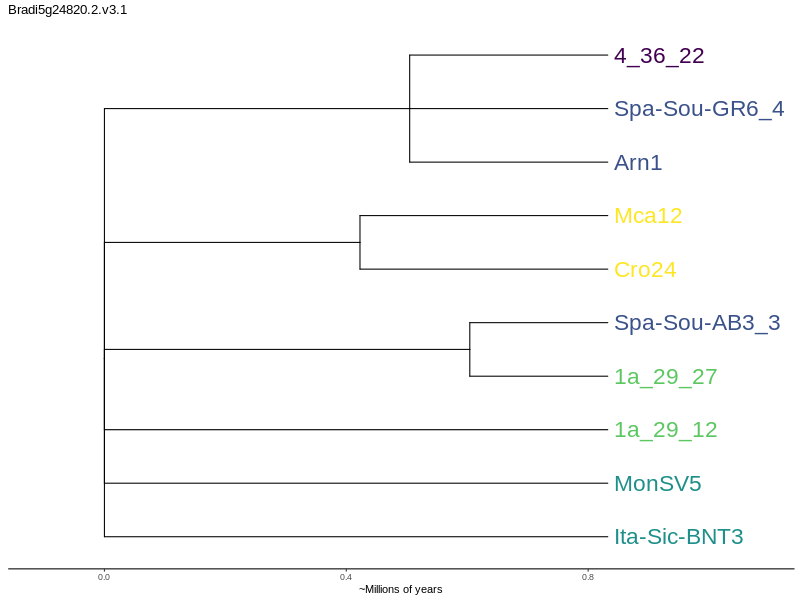 Bradi5g24820.2.v3.1
4_36_22
Spa-Sou-GR6_4
Arn1
Mca12
Cro24
Spa-Sou-AB3_3
1a_29_27
1a_29_12
MonSV5
Ita-Sic-BNT3
0.0 0.4 0.8
~Millions of years